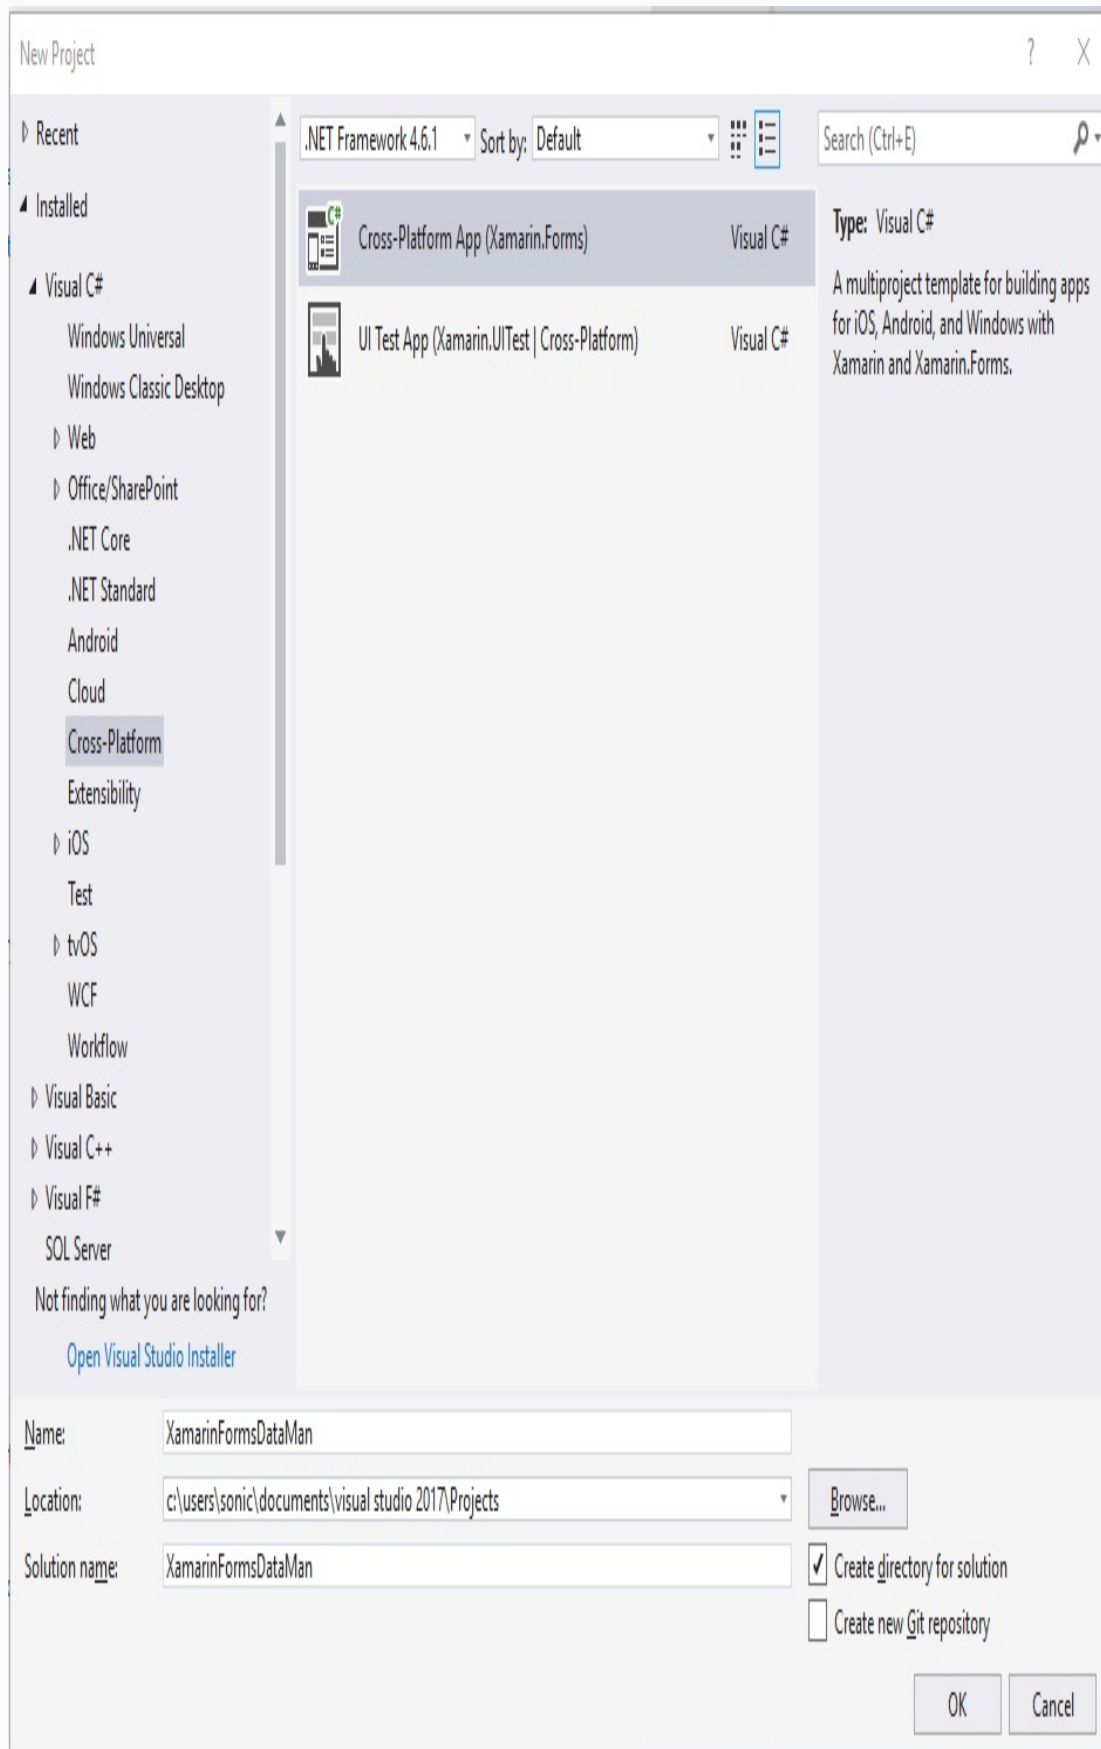 New Project
?
Recent
Installed
Visual C#
Windows Universal
Windows Classic Desktop
Web
Office/SharePoint
.NET Core
.NET Standard
Android
Cloud
Cross-Platform
Extensibility
iOS
Test
tvOS
WCF
Workflow
Visual Basic
Visual C++
Visual F#
SQL Server
Not finding what you are looking for?
Open Visual Studio Installer
.NET Framework 4.6.1 Sort by: Default
C# Cross-Platform App (Xamarin.Forms) Visual C#
UI Test App (Xamarin.UITest | Cross-Platform) Visual C#
Search (Ctrl+E)
Type: Visual C#
A multiproject template for building apps
for iOS, Android, and Windows with
Xamarin and Xamarin.Forms.
Name: XamarinFormsDataMan
Location: c:\users\sonic\documents\visual studio 2017\Projects Browse...
Solution name: XamarinFormsDataMan
Create directory for solution
Create new Git repository
OK Cancel